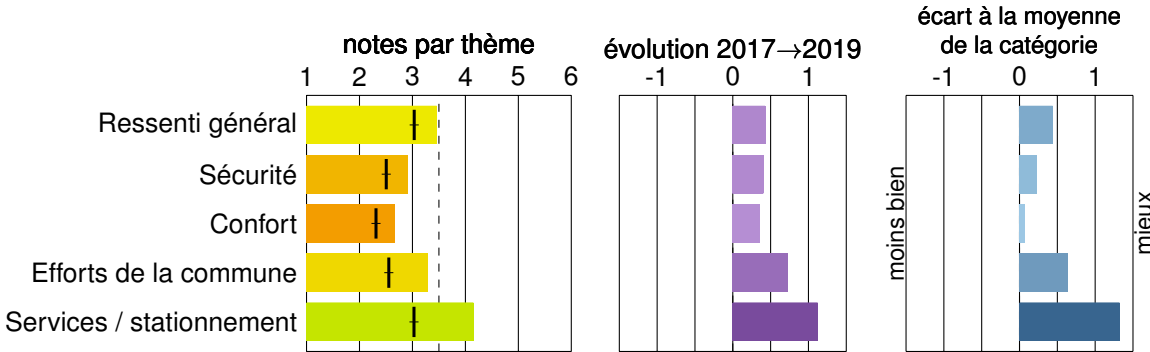 notes par thème
1 2 3 4 5 6
évolution 2017→2019
-1 0 1
écart à la moyenne
de la catégorie
-1 0 1
Ressenti général
Sécurité
Confort
Efforts de la commune
Services / stationnement
moins bien
mieux